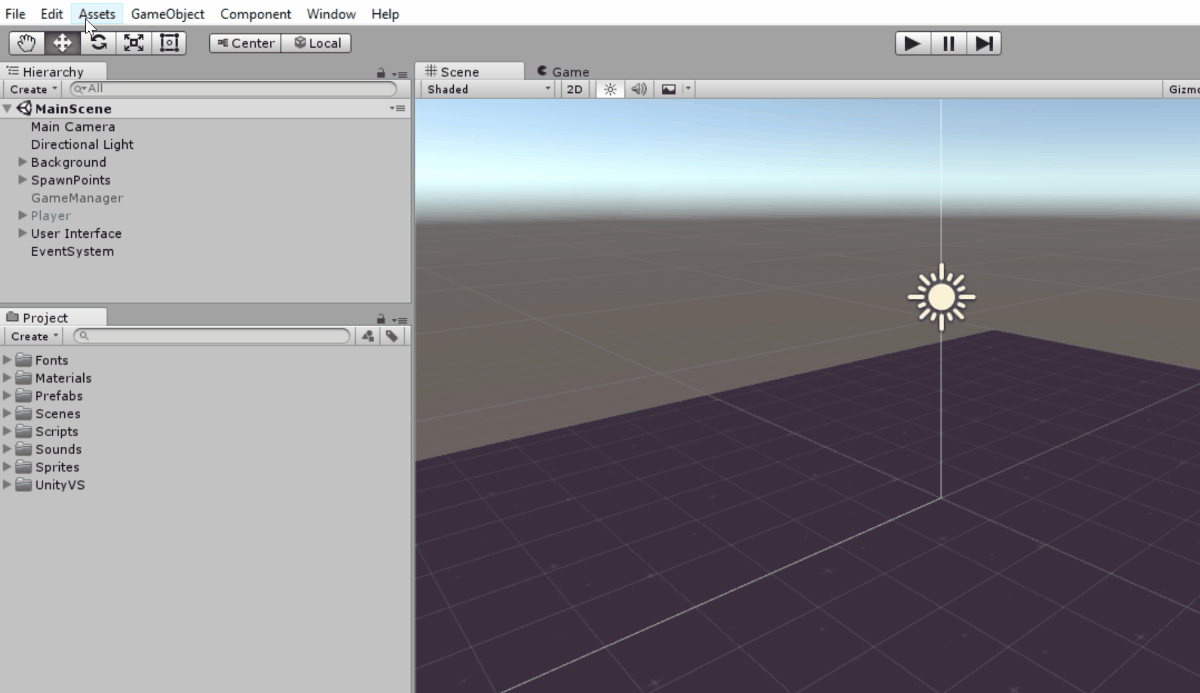 File Edit Assets GameObject Component Window Help
Center Local
Hierarchy
Create All
MainScene
Main Camera
Directional Light
Background
SpawnPoints
GameManager
Player
User Interface
EventSystem
Project
Create
Fonts
Materials
Prefabs
Scenes
Scripts
Sounds
Sprites
UnityVS
Scene Game
Shaded 2D Gizmo